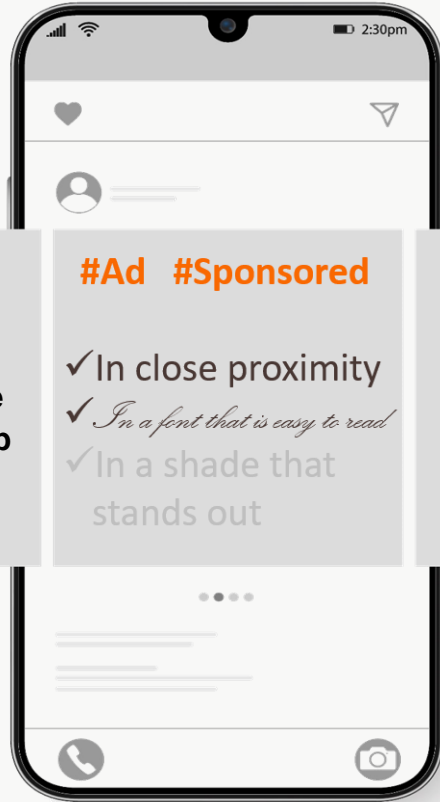 2:30pm
#Ad #Sponsored
✓In close proximity
✓In a font that is easy to read
✓In a shade that
stands out